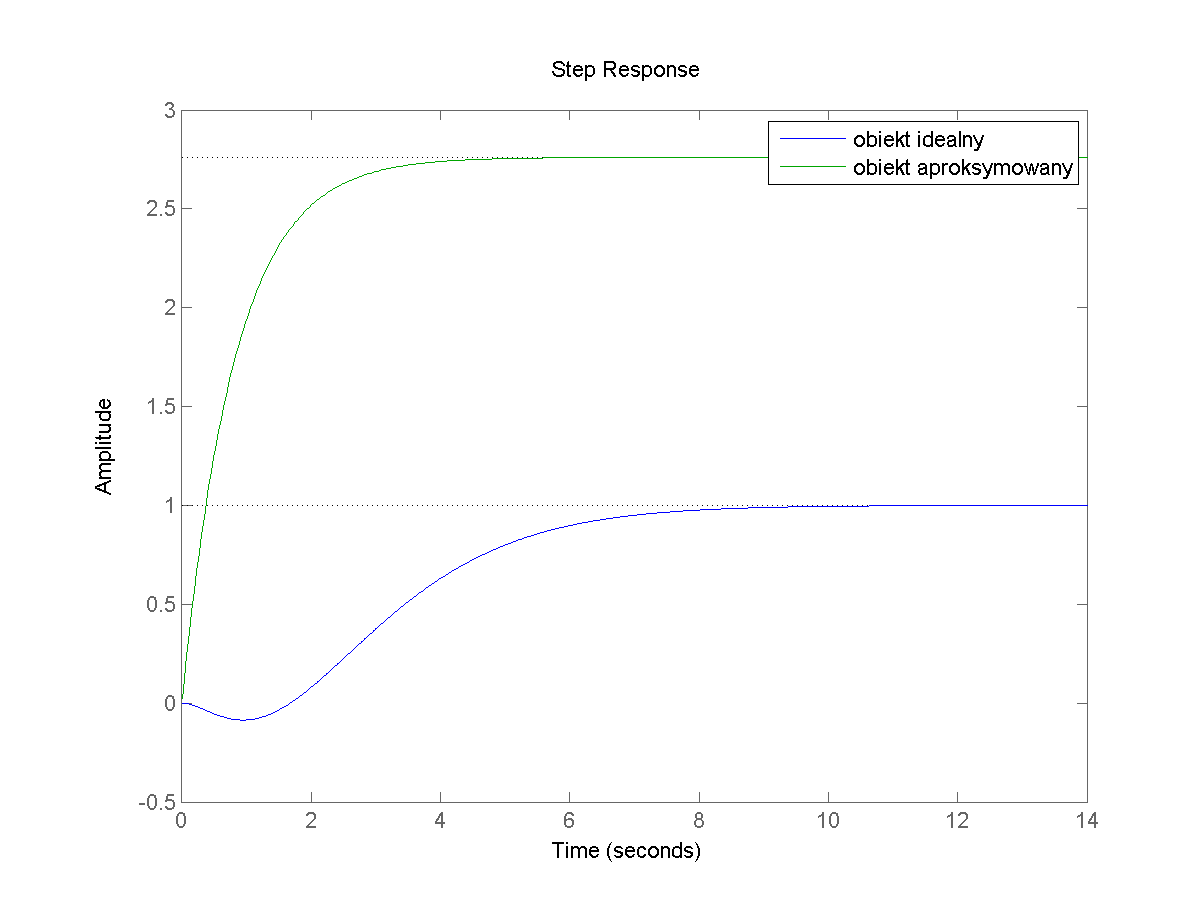 Step Response
3
2.5
2
1.5
1
0.5
0
-0.5
Amplitude
obiekt idealny
obiekt aproksymowany
0 2 4 6 8 10 12 14
Time (seconds)